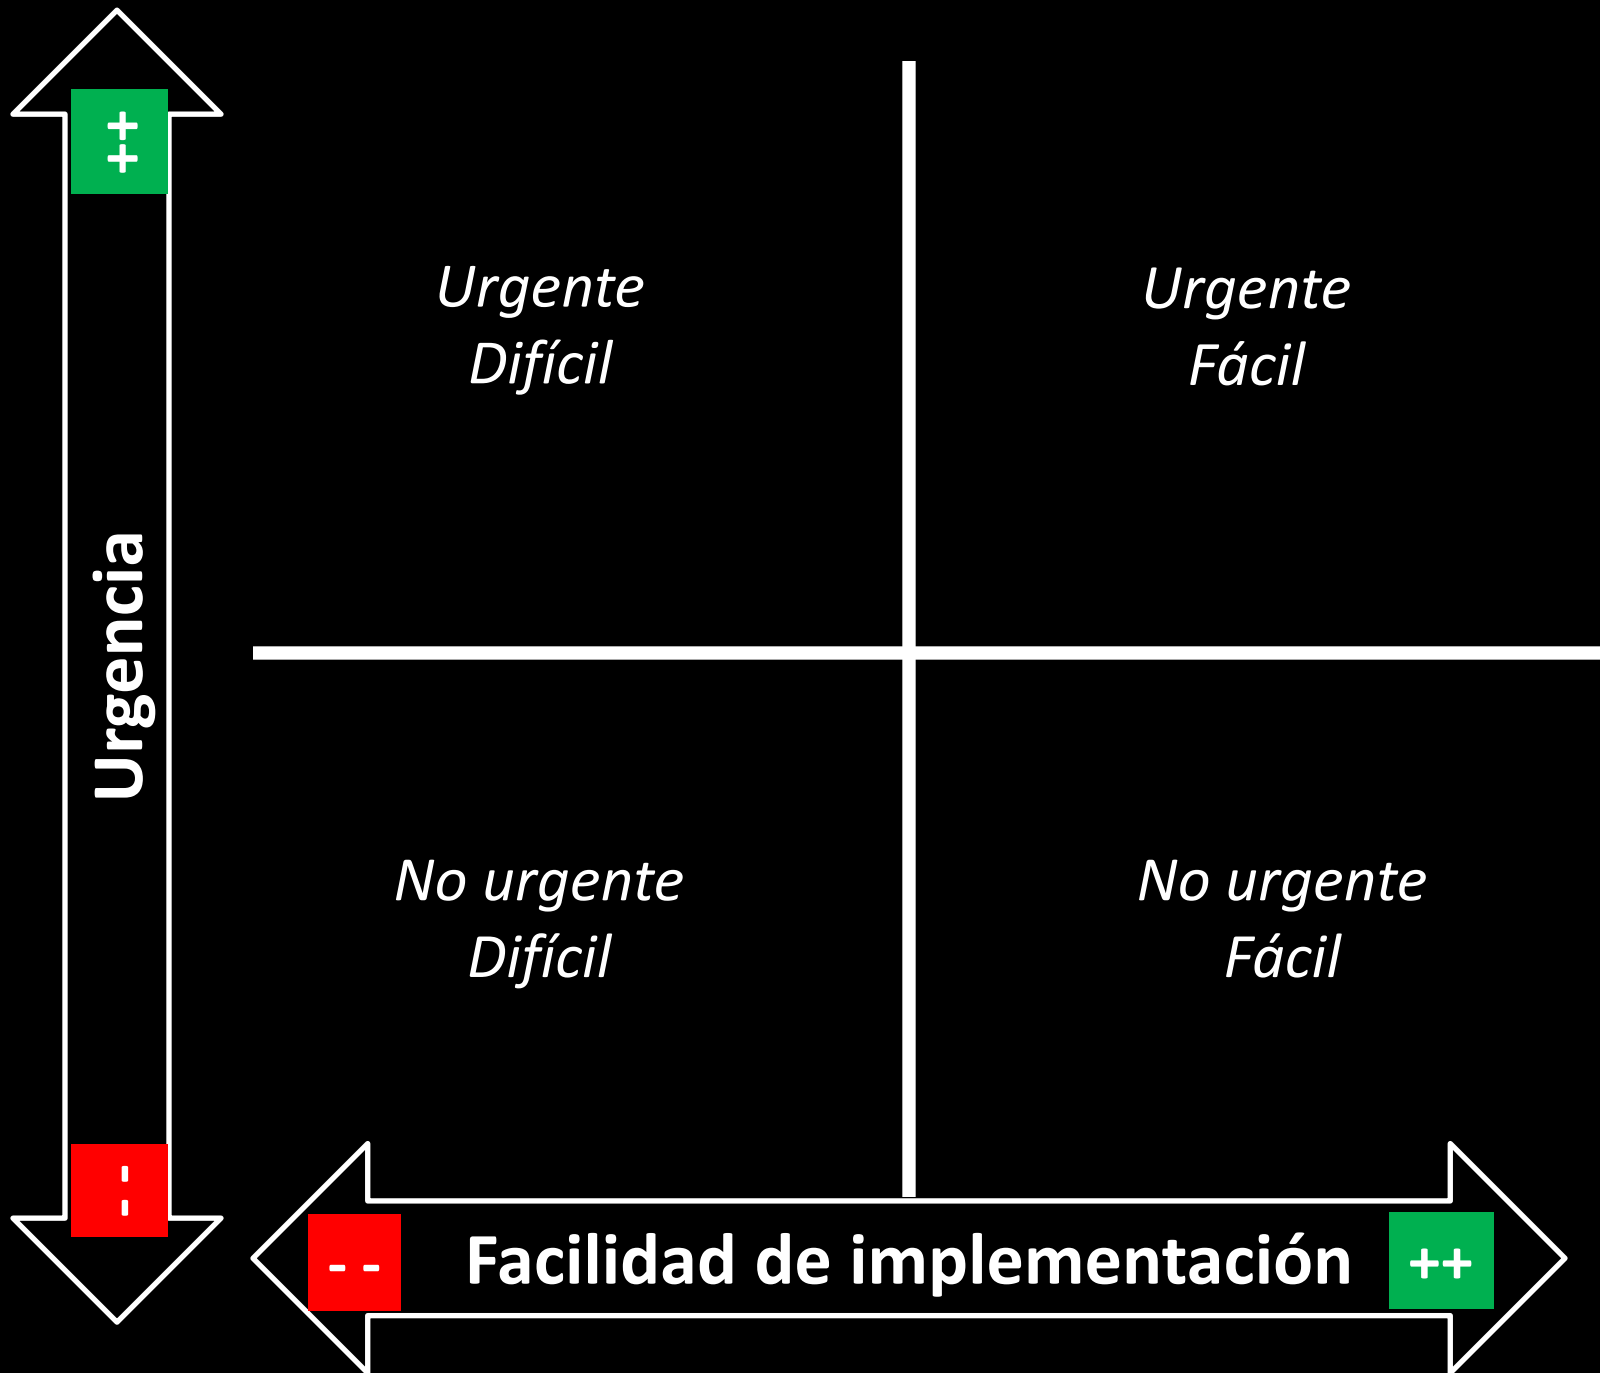 ++
Urgente
Difícil
Urgente
Fácil
Urgencia
No urgente
Difícil
No urgente
Fácil
--
- -
Facilidad de implementación
++